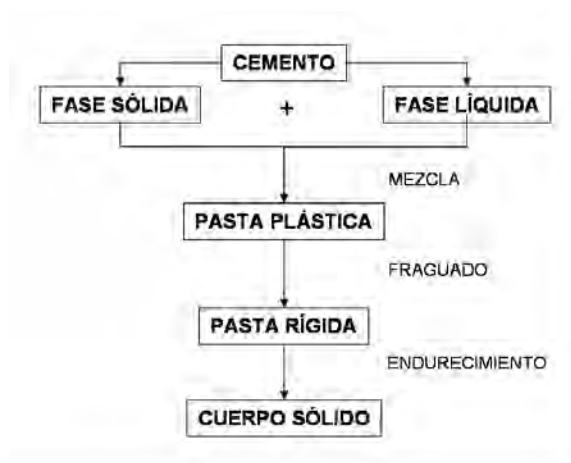 CEMENTO
FASE SÓLIDA
+
FASE LÍQUIDA
MEZCLA
PASTA PLÁSTICA
FRAGUADO
PASTA RÍGIDA
ENDURECIMIENTO
CUERPO SÓLIDO